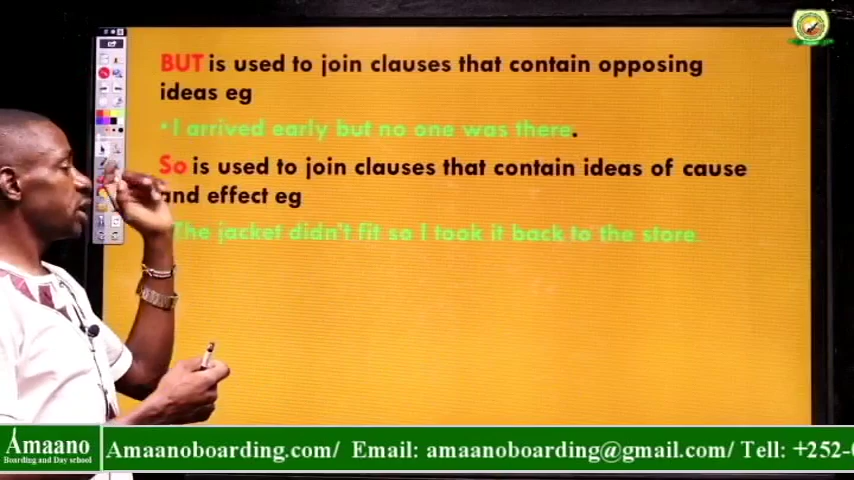 BUT is used to join clauses that contain opposing
ideas eg
• I arrived early but no one was there.
So is used to join clauses that contain ideas of cause
and effect eg
The jacket didn't fit so I took it back to the store.
Amaano
Boarding and Day school
Amaanoboarding.com/ Email: amaanoboarding@gmail.com/ Tell: +252-